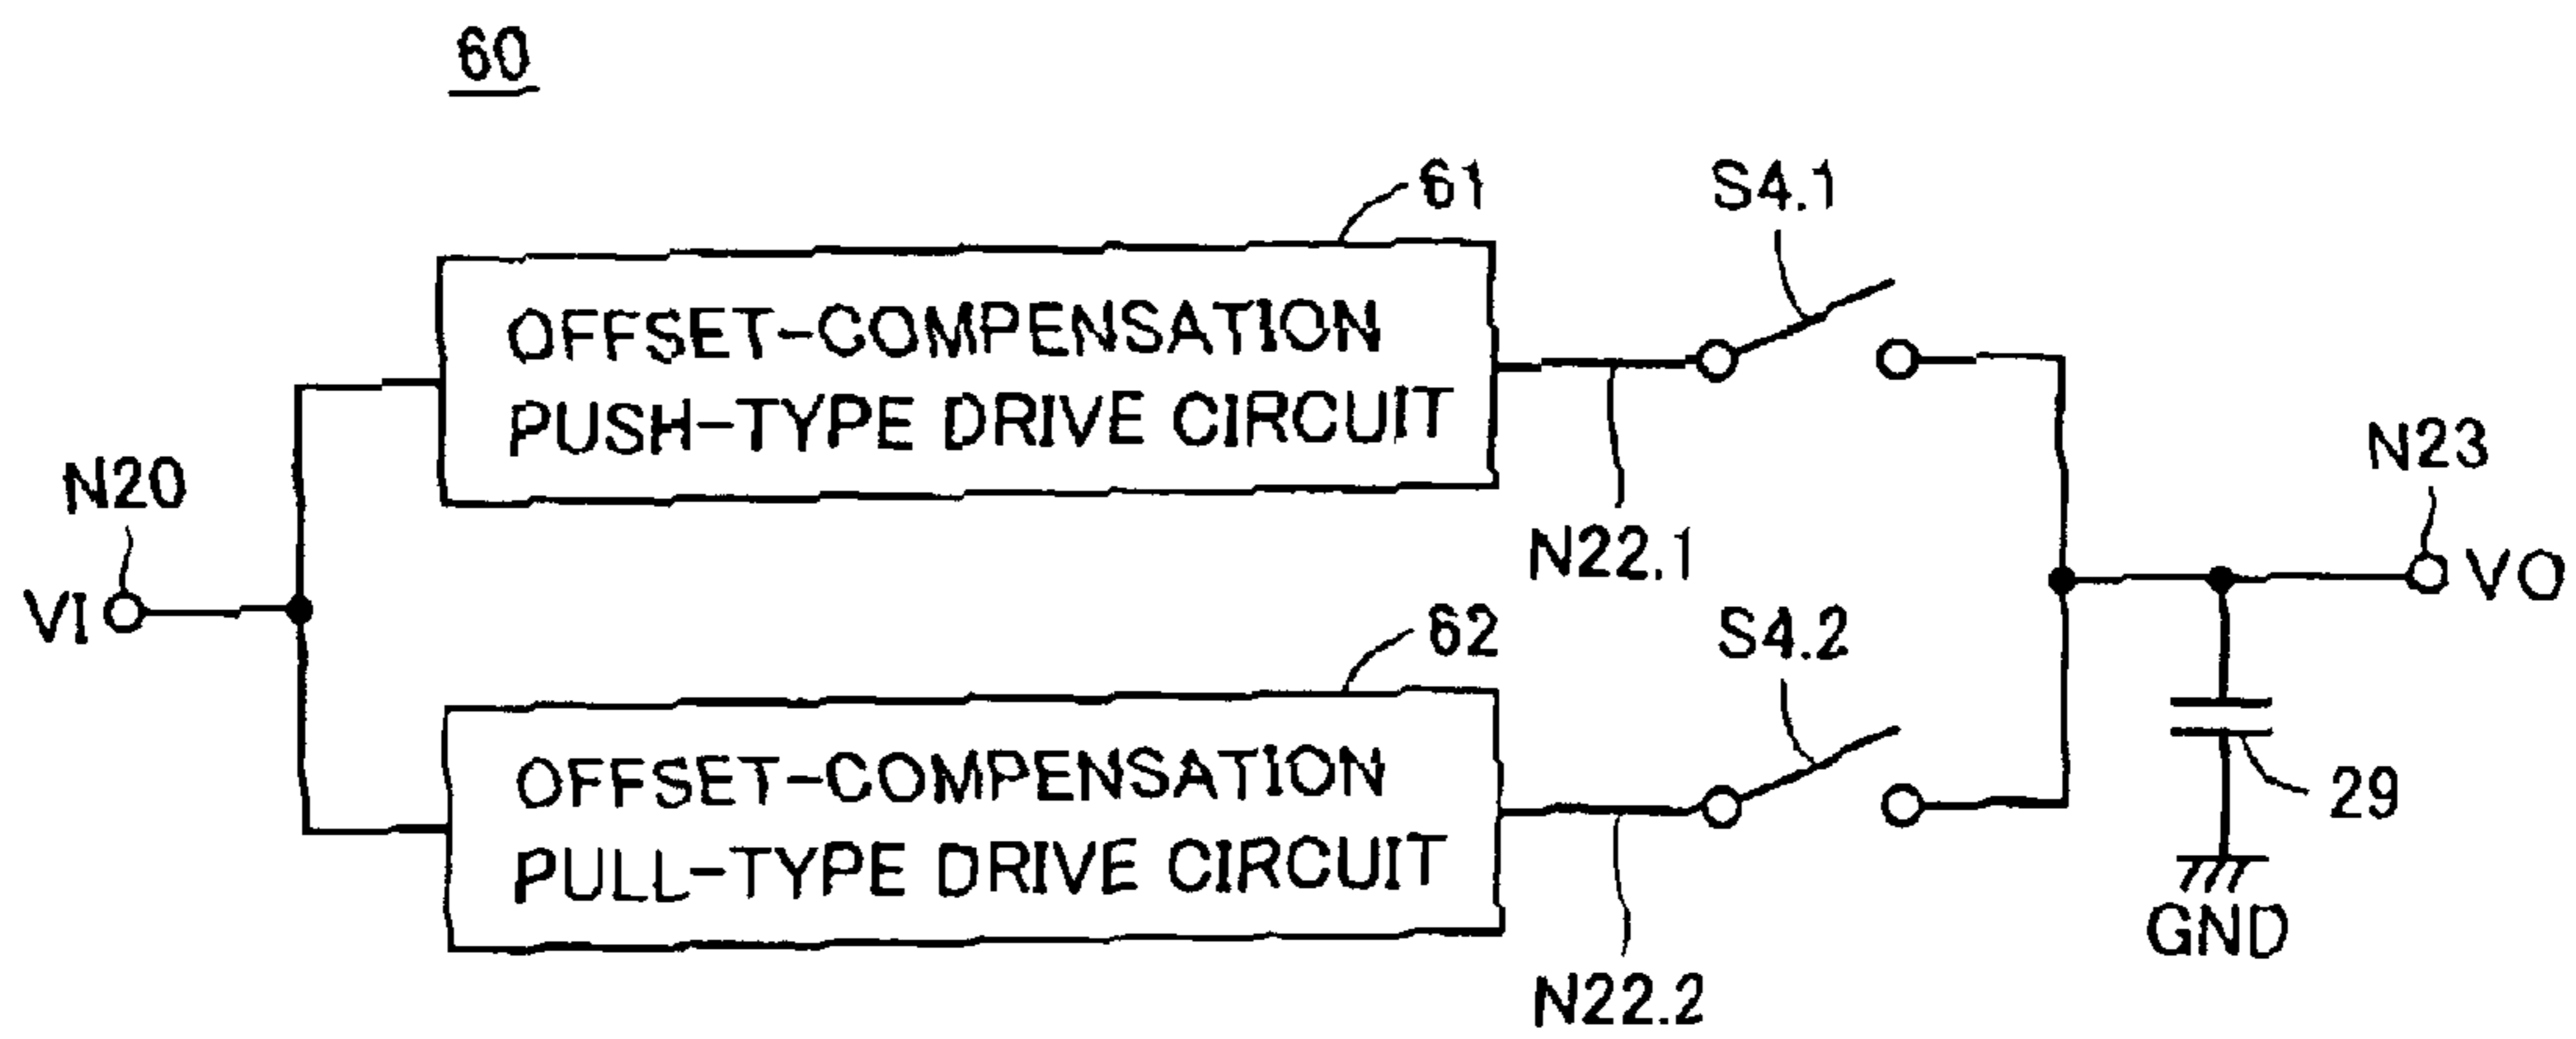 60
61
S4.1
OFFSET-COMPENSATION
PUSH-TYPE DRIVE CIRCUIT
N20
N22.1
N23
VI
VO
62
S4.2
OFFSET-COMPENSATION
PULL-TYPE DRIVE CIRCUIT
29
GND
N22.2